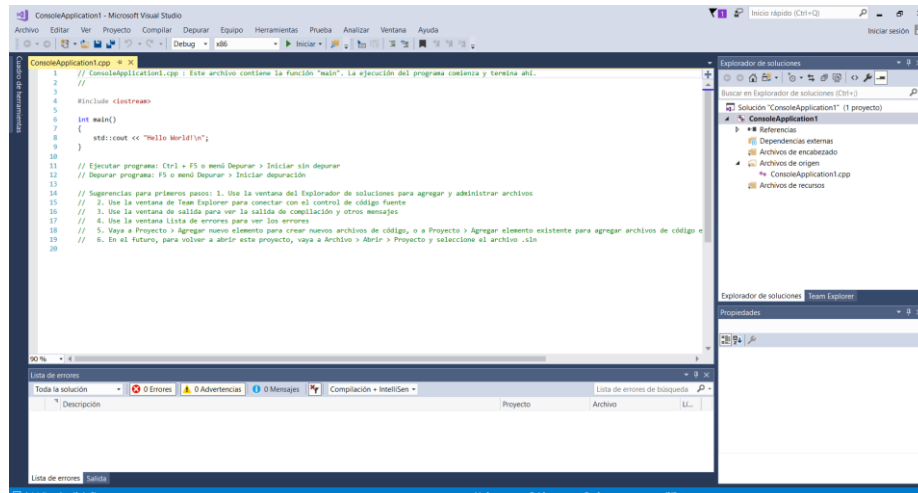 ConsoleApplication1 - Microsoft Visual Studio
Inicio rápido (Ctrl+Q)
Archivo Editar Ver Proyecto Compilar Depurar Equipo Herramientas Prueba Analizar Ventana Ayuda
Iniciar sesión
Debug x86 Iniciar
Cuadro de herramientas
ConsoleApplication1.cpp
1 // ConsoleApplication1.cpp : Este archivo contiene la función "main". La ejecución del programa comienza y termina ahí.
2 //
3
4 #include <iostream>
5
6 int main()
7 {
8 std::cout << "Hello World!\n";
9 }
10
11 // Ejecutar programa: Ctrl + F5 o menú Depurar > Iniciar sin depurar
12 // Depurar programa: F5 o menú Depurar > Iniciar depuración
13
14 // Sugerencias para primeros pasos: 1. Use la ventana del Explorador de soluciones para agregar y administrar archivos
15 // 2. Use la ventana de Team Explorer para conectar con el control de código fuente
16 // 3. Use la ventana de salida para ver la salida de compilación y otros mensajes
17 // 4. Use la ventana Lista de errores para ver los errores
18 // 5. Vaya a Proyecto > Agregar nuevo elemento para crear nuevos archivos de código, o a Proyecto > Agregar elemento existente para agregar archivos de código e
19 // 6. En el futuro, para volver a abrir este proyecto, vaya a Archivo > Abrir > Proyecto y seleccione el archivo .sln
20
90 %
Explorador de soluciones
Buscar en Explorador de soluciones (Ctrl+;)
Solución "ConsoleApplication1" (1 proyecto)
ConsoleApplication1
Referencias
Dependencias externas
Archivos de encabezado
Archivos de origen
ConsoleApplication1.cpp
Archivos de recursos
Explorador de soluciones Team Explorer
Propiedades
Lista de errores
Toda la solución 0 Errores 0 Advertencias 0 Mensajes Compilación + IntelliSen Lista de errores de búsqueda
Descripción Proyecto Archivo Lí...
Lista de errores Salida